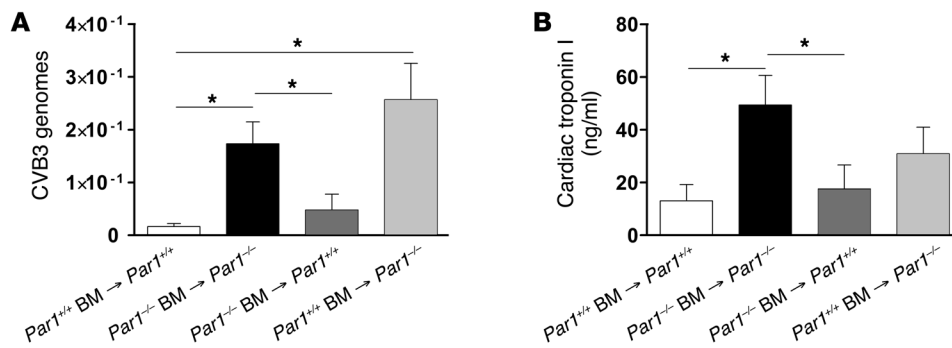 A
CVB3 genomes
4×10⁻¹
3×10⁻¹
2×10⁻¹
1×10⁻¹
0
*
*
*
Par1⁺/⁺ BM → Par1⁺/⁺
Par1⁻/⁻ BM → Par1⁻/⁻
Par1⁻/⁻ BM → Par1⁺/⁺
Par1⁺/⁺ BM → Par1⁻/⁻
B
Cardiac troponin I
(ng/ml)
80
60
40
20
0
*
*
Par1⁺/⁺ BM → Par1⁺/⁺
Par1⁻/⁻ BM → Par1⁻/⁻
Par1⁻/⁻ BM → Par1⁺/⁺
Par1⁺/⁺ BM → Par1⁻/⁻